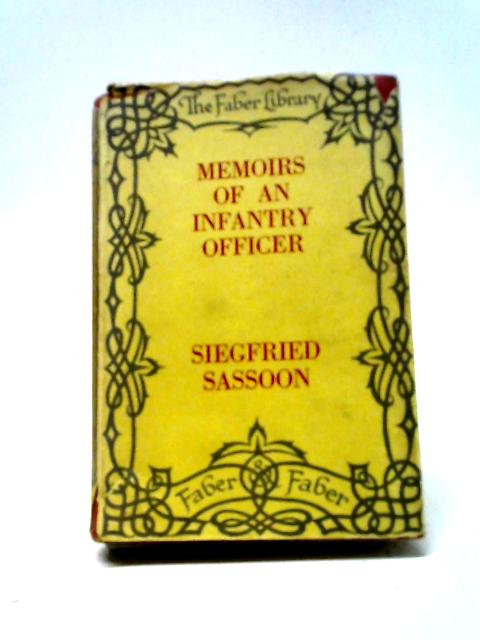 The Faber Library
MEMOIRS
OF AN
INFANTRY
OFFICER
SIEGFRIED
SASSOON
Faber & Faber